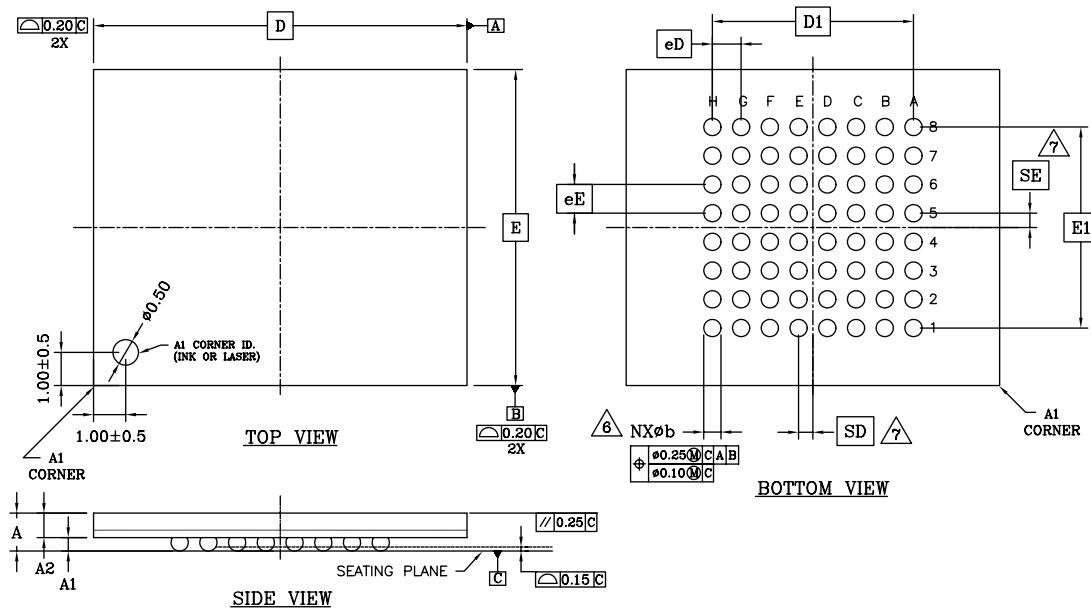 ⌓ 0.20 C
2X
D
A
E
ø0.50
A1 CORNER ID.
(INK OR LASER)
1.00±0.5
1.00±0.5
A1
CORNER
TOP VIEW
B
⌓ 0.20 C
2X
D1
eD
H G F E D C B A
8
7
6
5
4
3
2
1
7
SE
eE
E1
6
NXøb
⌖ ø0.25 Ⓜ C A B
ø0.10 Ⓜ C
SD
7
A1
CORNER
BOTTOM VIEW
A
A2
A1
// 0.25 C
SEATING PLANE
C
⌓ 0.15 C
SIDE VIEW